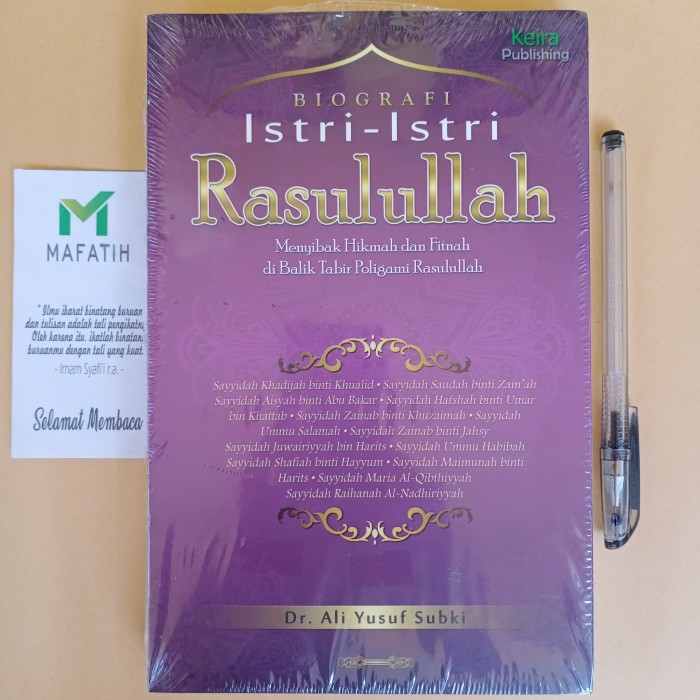 Keira
Publishing
BIOGRAFI
Istri-Istri
Rasulullah
Menyibak Hikmah dan Fitnah
di Balik Tabir Poligami Rasulullah
Sayyidah Khadijah binti Khualid • Sayyidah Saudah binti Zam'ah
Sayyidah Aisyah binti Abu Bakar • Sayyidah Hafshah binti Umar
bin Khattab • Sayyidah Zainab binti Khuzaimah • Sayyidah
Ummu Salamah • Sayyidah Zainab binti Jahsy
Sayyidah Juwairiyyah bin Harits • Sayyidah Ummu Habibah
Sayyidah Shafiah binti Hayyum • Sayyidah Maimunah binti
Harits • Sayyidah Maria Al-Qibthiyyah
Sayyidah Raihanah Al-Nadhiriyyah
Dr. Ali Yusuf Subki
MAFATIH
" Ilmu ibarat binatang buruan
dan tulisan adalah tali pengikatny
Oleh karena itu, ikatlah binatan
buruanmu dengan tali yang kuat.
- Imam Syafi'i r.a. -
Selamat Membaca